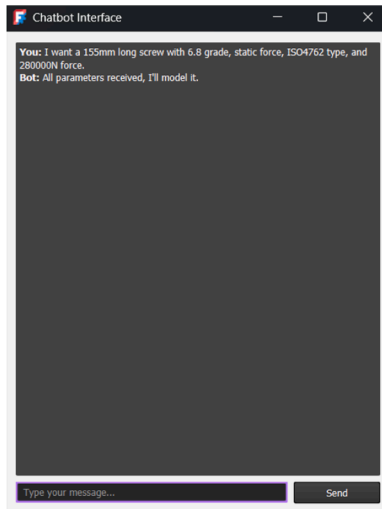 Chatbot Interface
You: I want a 155mm long screw with 6.8 grade, static force, ISO4762 type, and
280000N force.
Bot: All parameters received, I'll model it.
Type your message...
Send